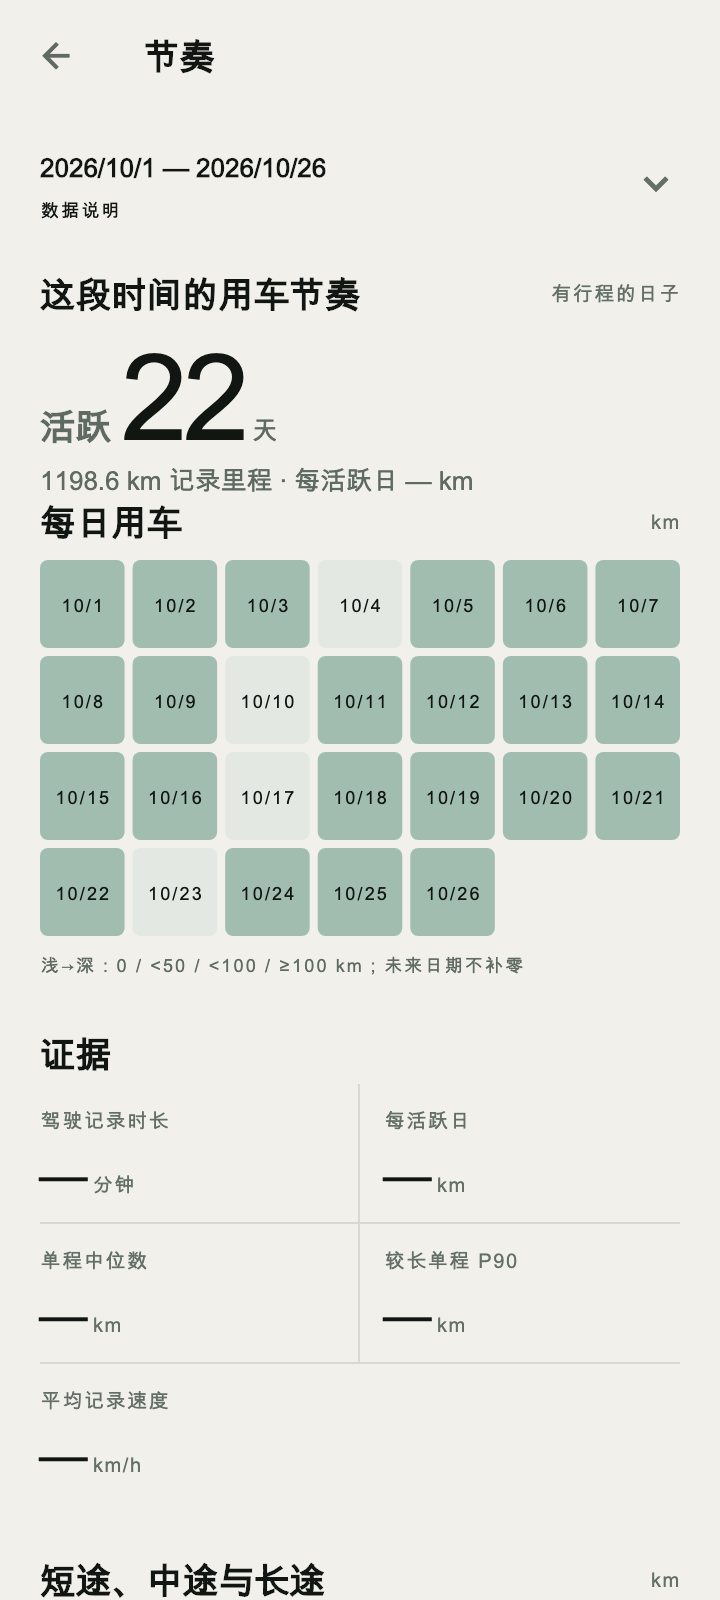 节奏
2026/10/1 — 2026/10/26
数据说明
这段时间的用车节奏
有行程的日子
活跃 22 天
1198.6 km 记录里程 · 每活跃日 — km
每日用车
km
10/1 10/2 10/3 10/4 10/5 10/6 10/7
10/8 10/9 10/10 10/11 10/12 10/13 10/14
10/15 10/16 10/17 10/18 10/19 10/20 10/21
10/22 10/23 10/24 10/25 10/26
浅→深：0 / <50 / <100 / ≥100 km；未来日期不补零
证据
驾驶记录时长
— 分钟
每活跃日
— km
单程中位数
— km
较长单程 P90
— km
平均记录速度
— km/h
短途、中途与长途
km